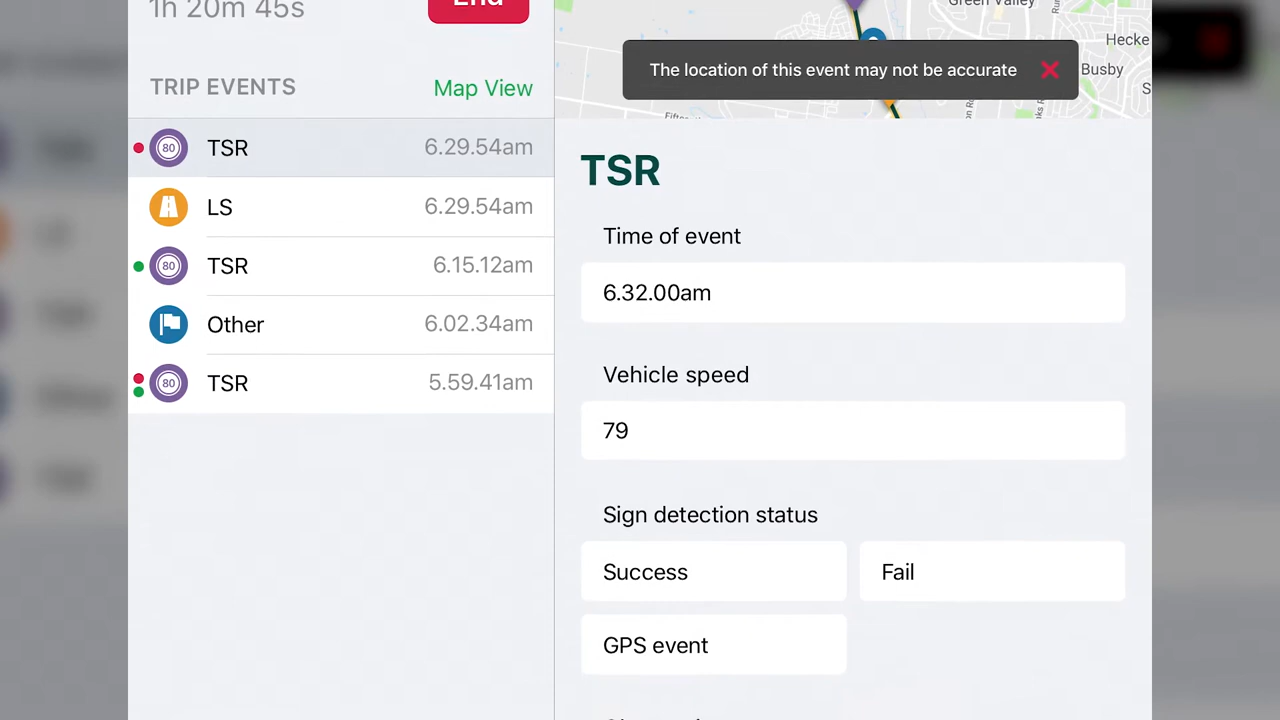 1h 20m 45s
End
TRIP EVENTS
Map View
80
TSR
6.29.54am
LS
6.29.54am
80
TSR
6.15.12am
Other
6.02.34am
80
TSR
5.59.41am
Green Valley
Hecke
Busby
The location of this event may not be accurate
TSR
Time of event
6.32.00am
Vehicle speed
79
Sign detection status
Success
Fail
GPS event